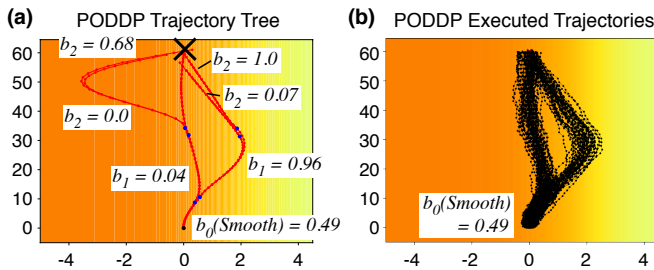 (a) PODDP Trajectory Tree
60
50
40
30
20
10
0
-4 -2 0 2 4
b2 = 0.68
b2 = 1.0
b2 = 0.07
b2 = 0.0
b1 = 0.04
b1 = 0.96
b0(Smooth) = 0.49
(b) PODDP Executed Trajectories
60
50
40
30
20
10
0
-4 -2 0 2 4
b0(Smooth)
= 0.49